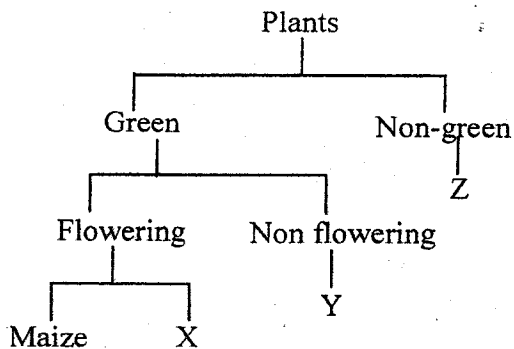 Plants
Green Non-green
Z
Flowering Non flowering
Y
Maize X